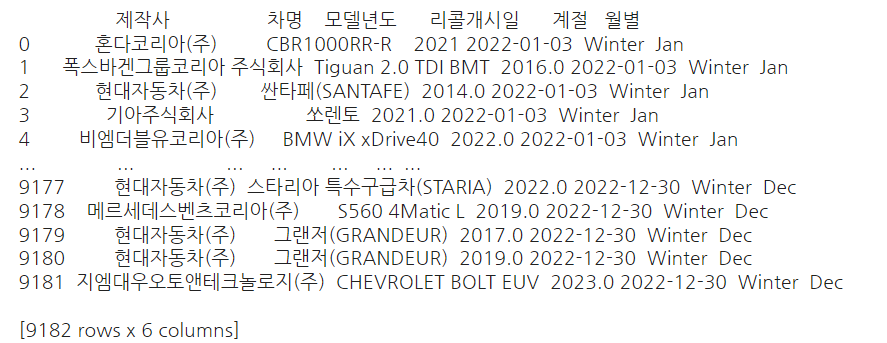 제작사 차명 모델년도 리콜개시일 계절 월별
0 혼다코리아(주) CBR1000RR-R 2021 2022-01-03 Winter Jan
1 폭스바겐그룹코리아 주식회사 Tiguan 2.0 TDI BMT 2016.0 2022-01-03 Winter Jan
2 현대자동차(주) 싼타페(SANTAFE) 2014.0 2022-01-03 Winter Jan
3 기아주식회사 쏘렌토 2021.0 2022-01-03 Winter Jan
4 비엠더블유코리아(주) BMW iX xDrive40 2022.0 2022-01-03 Winter Jan
... ... ... ... ... ... ...
9177 현대자동차(주) 스타리아 특수구급차(STARIA) 2022.0 2022-12-30 Winter Dec
9178 메르세데스벤츠코리아(주) S560 4Matic L 2019.0 2022-12-30 Winter Dec
9179 현대자동차(주) 그랜저(GRANDEUR) 2017.0 2022-12-30 Winter Dec
9180 현대자동차(주) 그랜저(GRANDEUR) 2019.0 2022-12-30 Winter Dec
9181 지엠대우오토앤테크놀로지(주) CHEVROLET BOLT EUV 2023.0 2022-12-30 Winter Dec
[9182 rows x 6 columns]